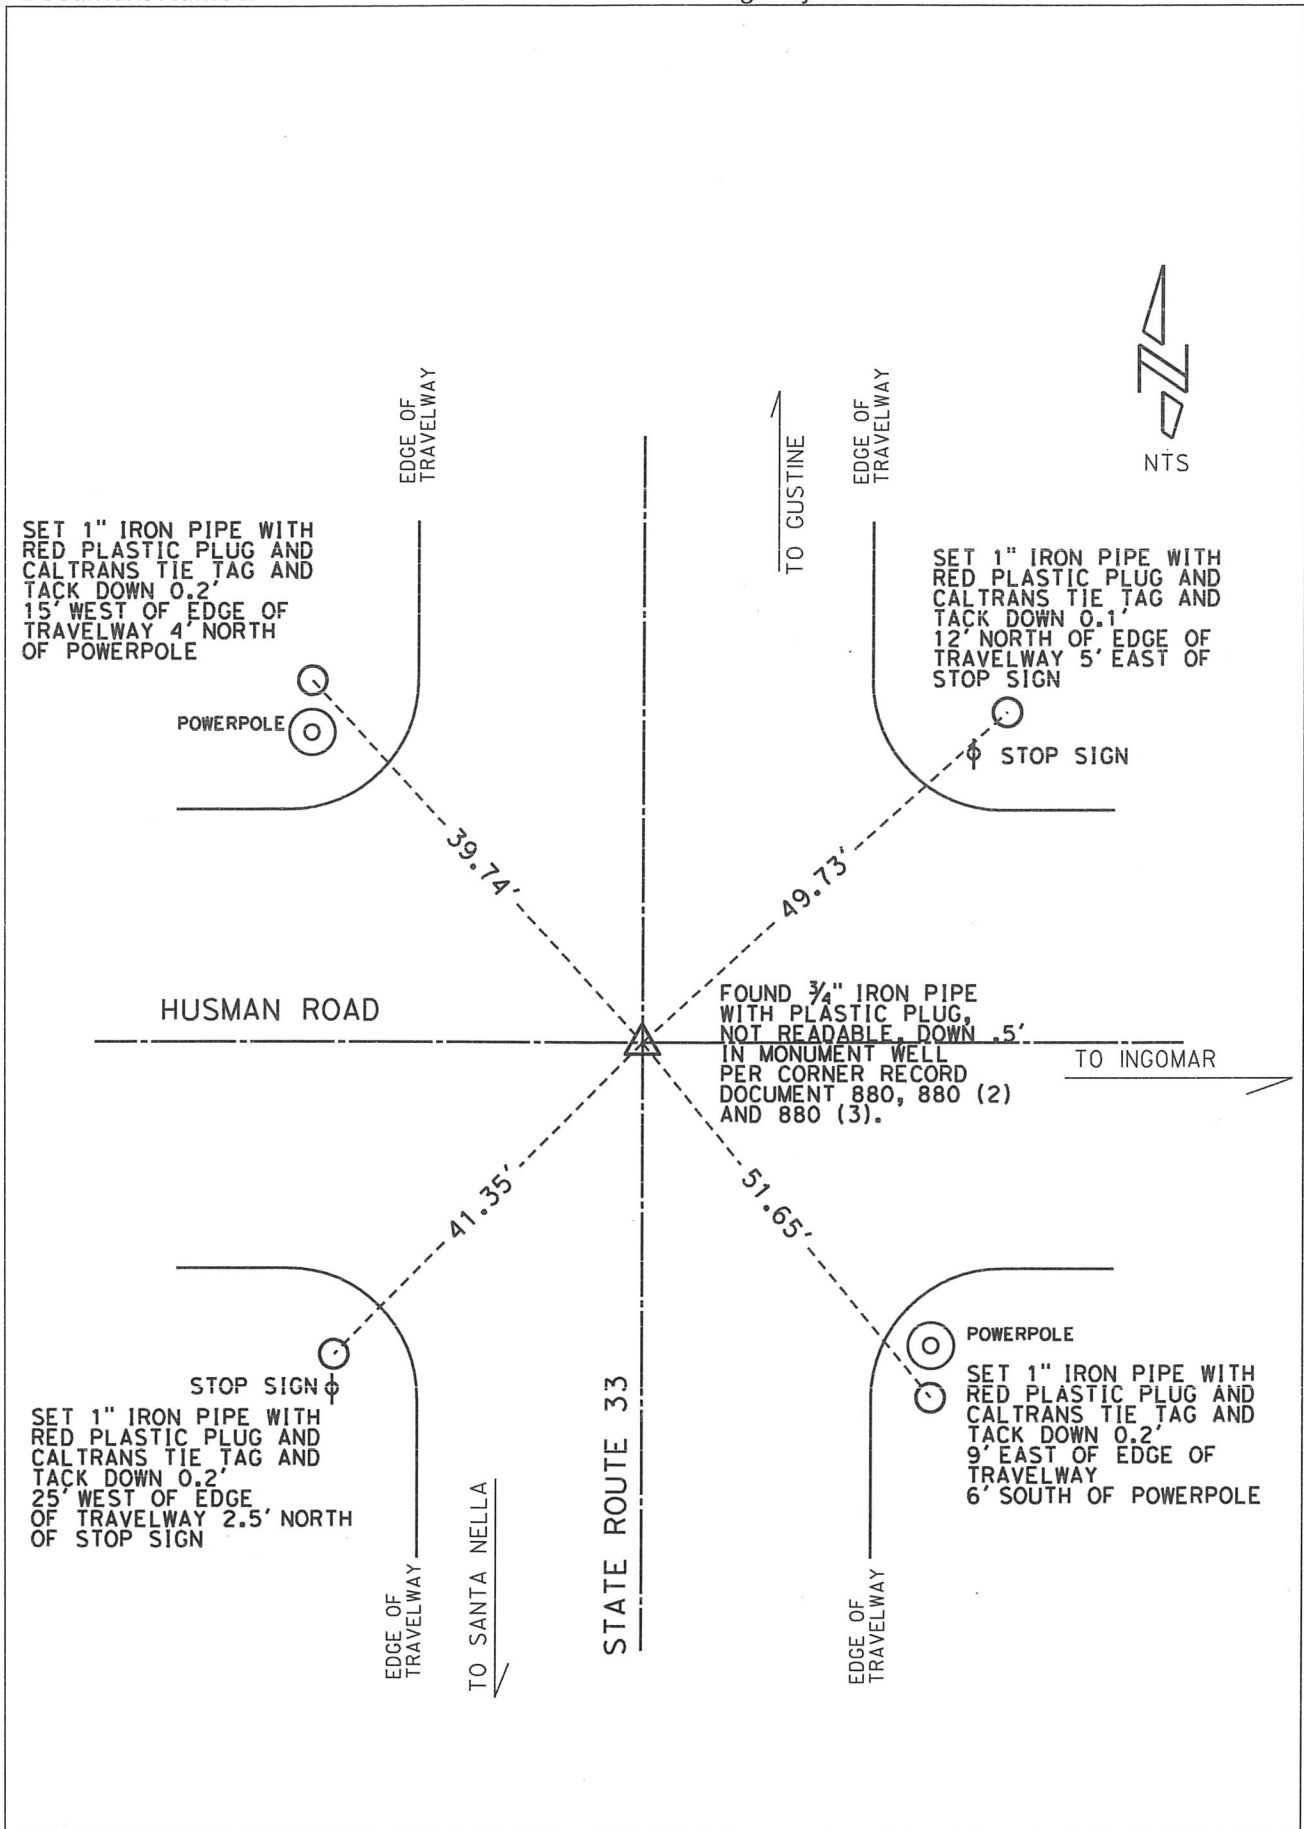 EDGE OF
TRAVELWAY
TO GUSTINE
EDGE OF
TRAVELWAY
N
NTS
SET 1" IRON PIPE WITH
RED PLASTIC PLUG AND
CALTRANS TIE TAG AND
TACK DOWN 0.2'
15' WEST OF EDGE OF
TRAVELWAY 4' NORTH
OF POWERPOLE
SET 1" IRON PIPE WITH
RED PLASTIC PLUG AND
CALTRANS TIE TAG AND
TACK DOWN 0.1'
12' NORTH OF EDGE OF
TRAVELWAY 5' EAST OF
STOP SIGN
POWERPOLE
STOP SIGN
39.74'
49.73'
HUSMAN ROAD
FOUND 3/4" IRON PIPE
WITH PLASTIC PLUG,
NOT READABLE, DOWN .5'
IN MONUMENT WELL
PER CORNER RECORD
DOCUMENT 880, 880 (2)
AND 880 (3).
TO INGOMAR
41.35'
51.65'
POWERPOLE
STOP SIGN
SET 1" IRON PIPE WITH
RED PLASTIC PLUG AND
CALTRANS TIE TAG AND
TACK DOWN 0.2'
25' WEST OF EDGE
OF TRAVELWAY 2.5' NORTH
OF STOP SIGN
SET 1" IRON PIPE WITH
RED PLASTIC PLUG AND
CALTRANS TIE TAG AND
TACK DOWN 0.2'
9' EAST OF EDGE OF
TRAVELWAY
6' SOUTH OF POWERPOLE
EDGE OF
TRAVELWAY
TO SANTA NELLA
STATE ROUTE 33
EDGE OF
TRAVELWAY